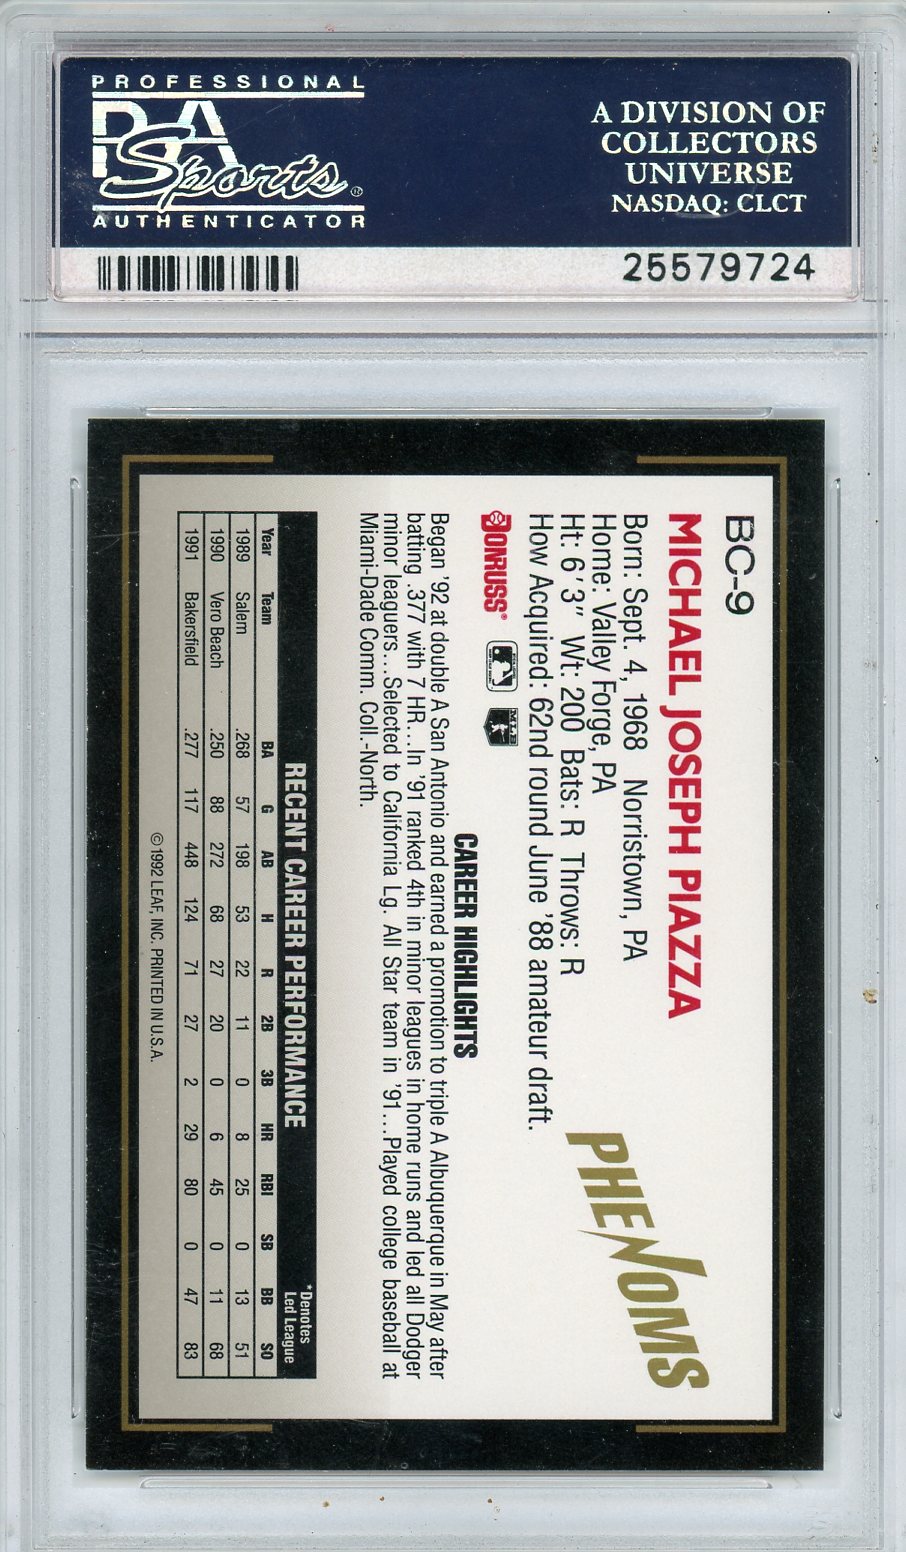 PROFESSIONAL
PSA
Sports
AUTHENTICATOR
A DIVISION OF
COLLECTORS
UNIVERSE
NASDAQ: CLCT
25579724
BC-9
MICHAEL JOSEPH PIAZZA
Born: Sept. 4, 1968 Norristown, PA
Home: Valley Forge, PA
Ht: 6'3" Wt: 200 Bats: R Throws: R
How Acquired: 62nd round June '88 amateur draft.
PHENOMS
DONRUSS®
CAREER HIGHLIGHTS
Began '92 at double A San Antonio and earned a promotion to triple A Albuquerque in May after
batting .377 with 7 HR...In '91 ranked 4th in minor leagues in home runs and led all Dodger
minor leaguers...Selected to California Lg. All Star team in '91...Played college baseball at
Miami-Dade Comm. Coll.-North.
RECENT CAREER PERFORMANCE
*Denotes
Led League
Year Team BA G AB H R 2B 3B HR RBI SB BB SO
1989 Salem .268 57 198 53 22 11 0 8 25 0 13 51
1990 Vero Beach .250 88 272 68 27 20 0 6 45 0 11 68
1991 Bakersfield .277 117 448 124 71 27 2 29 80 0 47 83
©1992 LEAF, INC. PRINTED IN U.S.A.